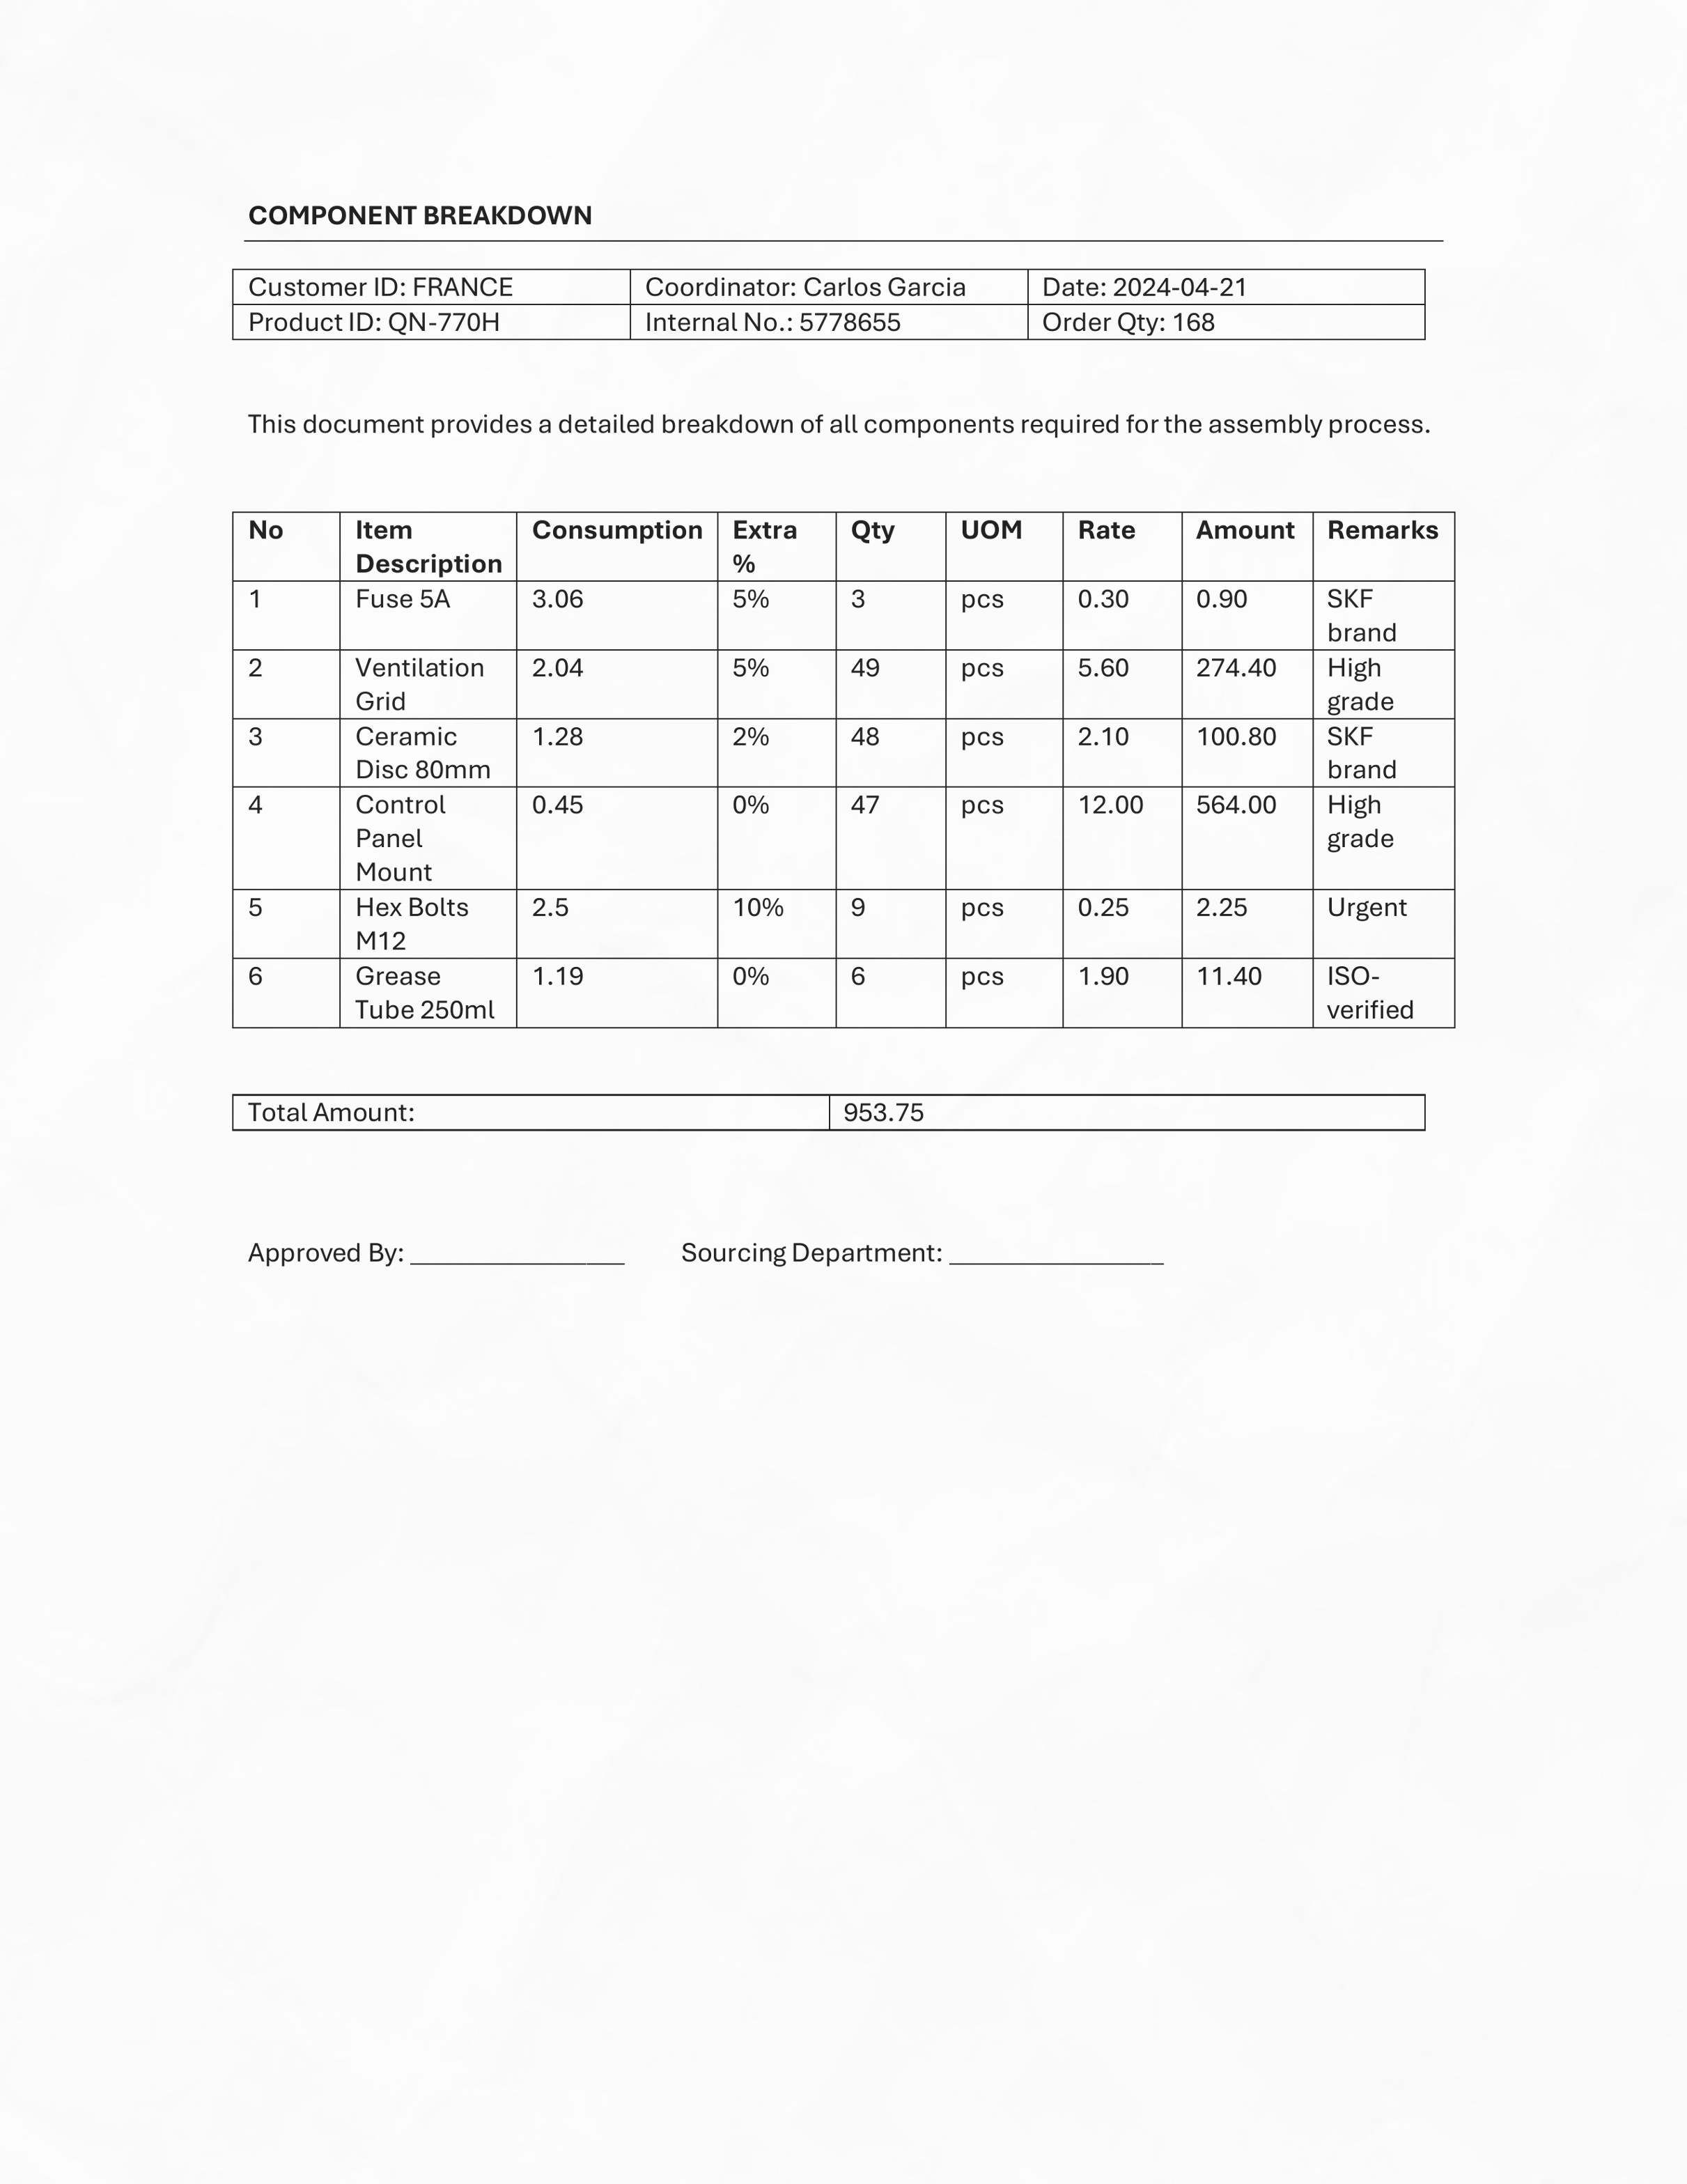 COMPONENT BREAKDOWN
Customer ID: FRANCE Coordinator: Carlos Garcia Date: 2024-04-21
Product ID: QN-770H Internal No.: 5778655 Order Qty: 168
This document provides a detailed breakdown of all components required for the assembly process.
No Item Consumption Extra Qty UOM Rate Amount Remarks
Description %
1 Fuse 5A 3.06 5% 3 pcs 0.30 0.90 SKF
brand
2 Ventilation 2.04 5% 49 pcs 5.60 274.40 High
Grid grade
3 Ceramic 1.28 2% 48 pcs 2.10 100.80 SKF
Disc 80mm brand
4 Control 0.45 0% 47 pcs 12.00 564.00 High
Panel grade
Mount
5 Hex Bolts 2.5 10% 9 pcs 0.25 2.25 Urgent
M12
6 Grease 1.19 0% 6 pcs 1.90 11.40 ISO-
Tube 250ml verified
Total Amount: 953.75
Approved By: ________________ Sourcing Department: ________________